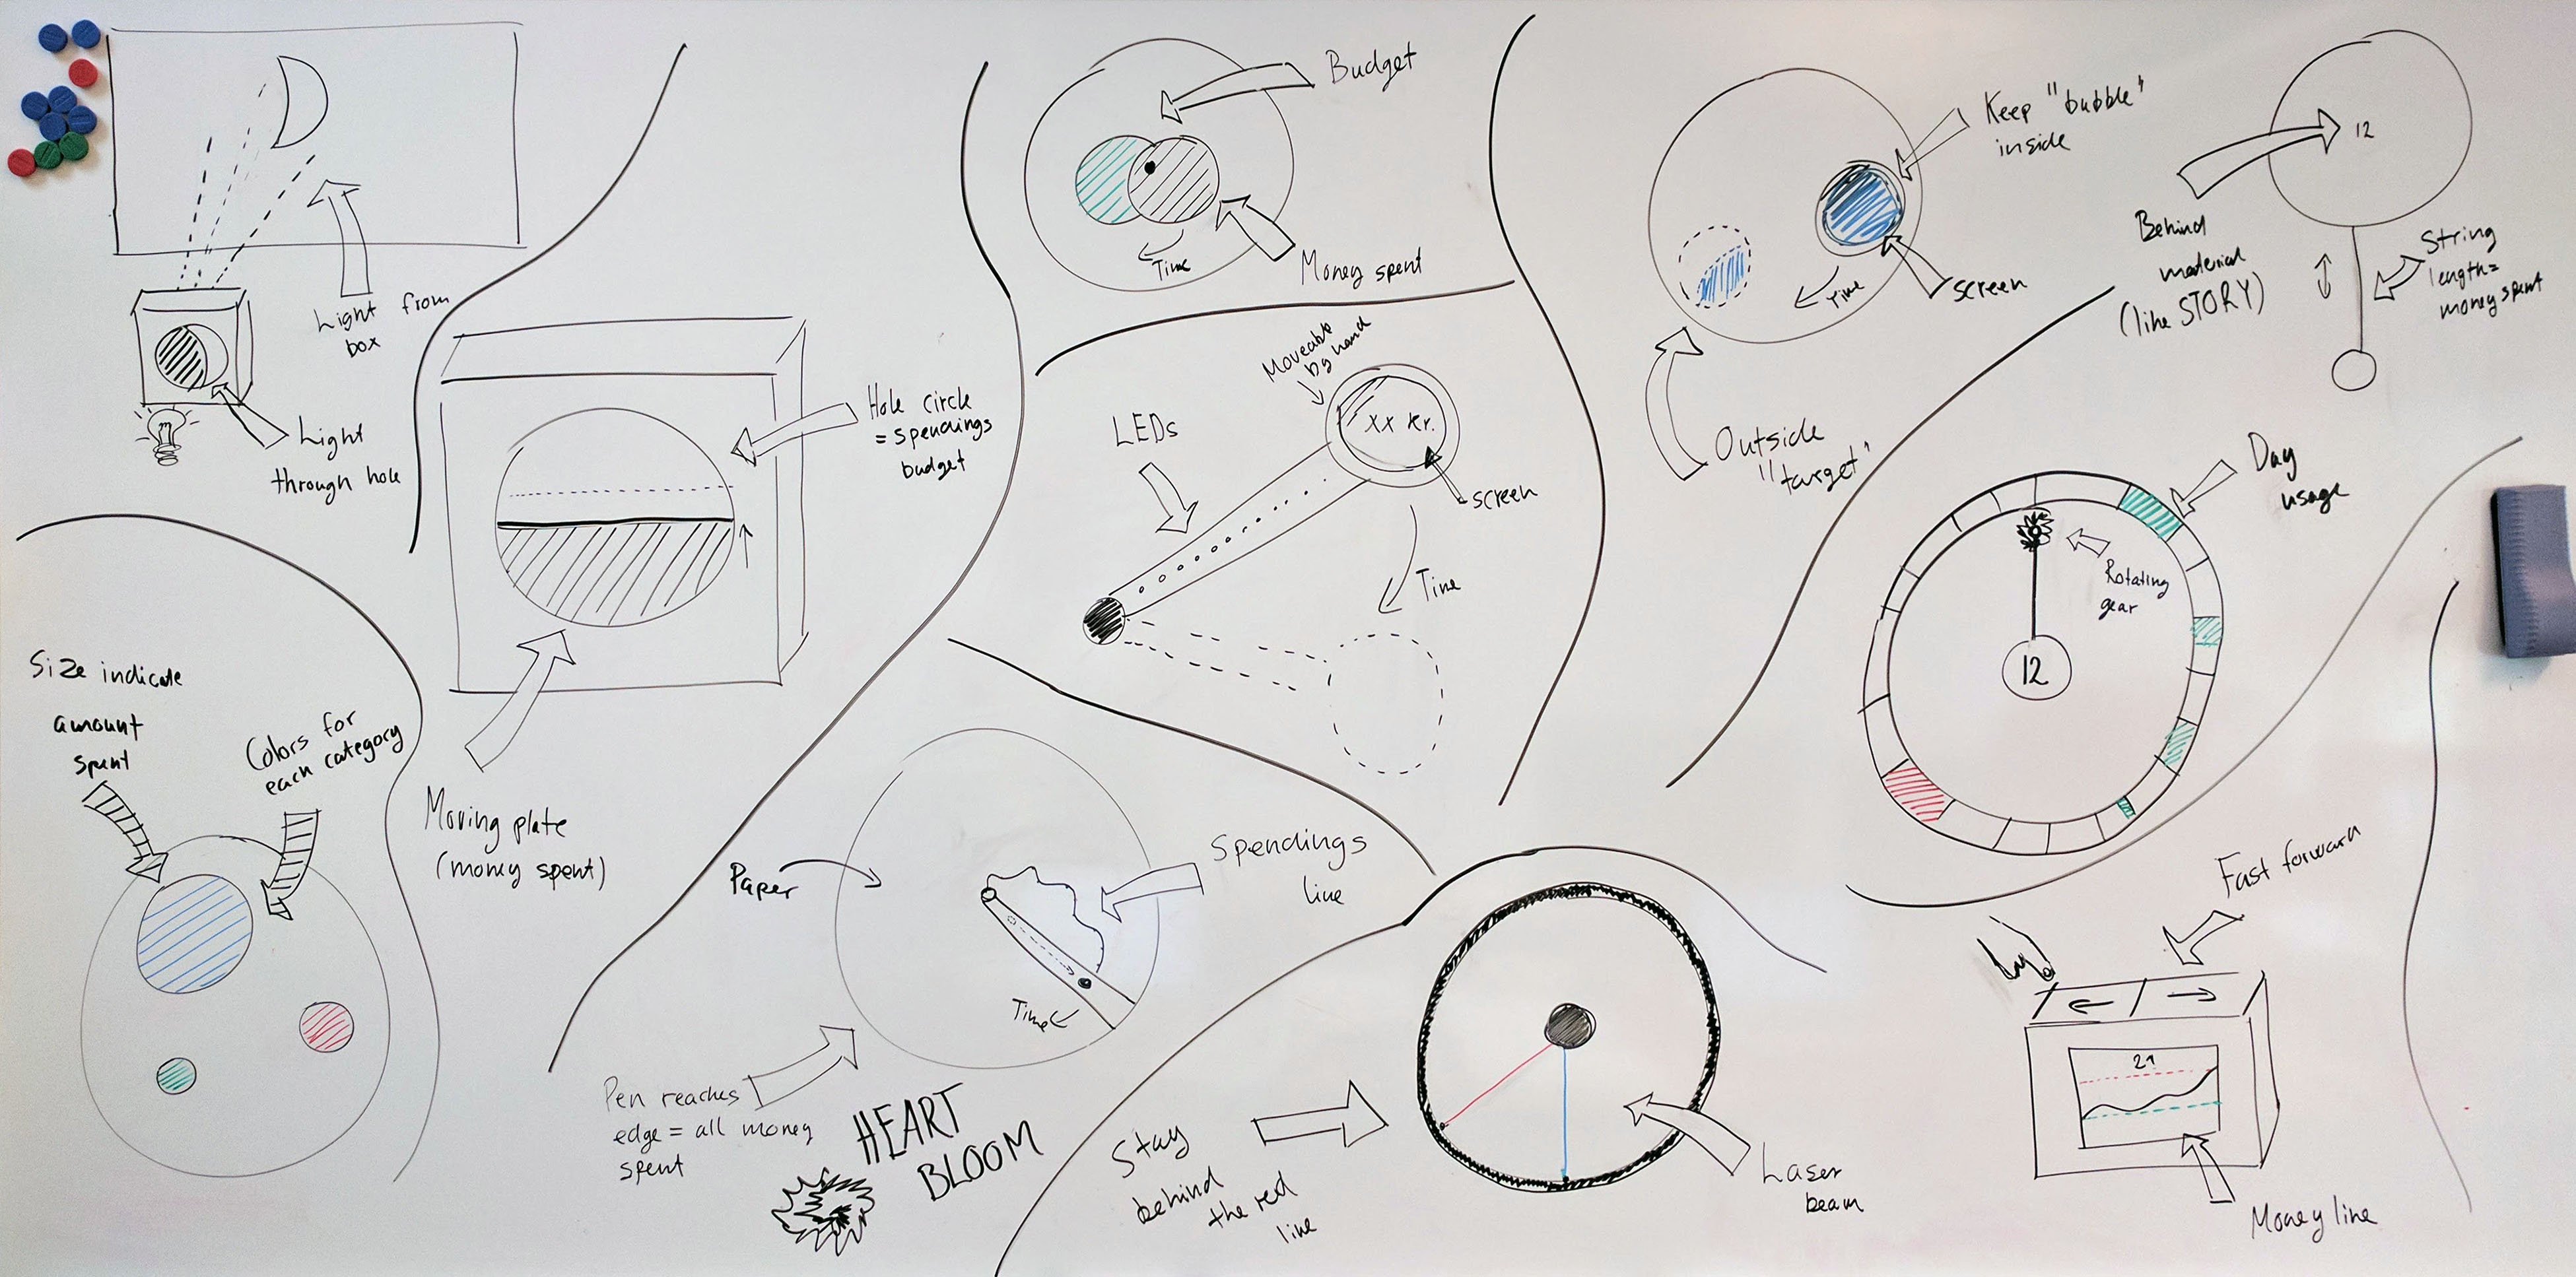 Light from
box
Light
through hole
Hole circle
= spendings
budget
Moving plate
(money spent)
Size indicate
amount
spent
Colors for
each category
Budget
Money spent
Time
Moveable
by hand
LEDs
XX Kr.
screen
Time
Paper
Spendings
line
Time
Pen reaches
edge = all money
spent
HEART
BLOOM
Keep "bubble"
inside
screen
Time
Outside
"target"
12
Behind
material
(like STORY)
String
length=
money spent
Day
usage
Rotating
gear
12
Stay
behind
the red
line
Laser
beam
Fast forward
Money line